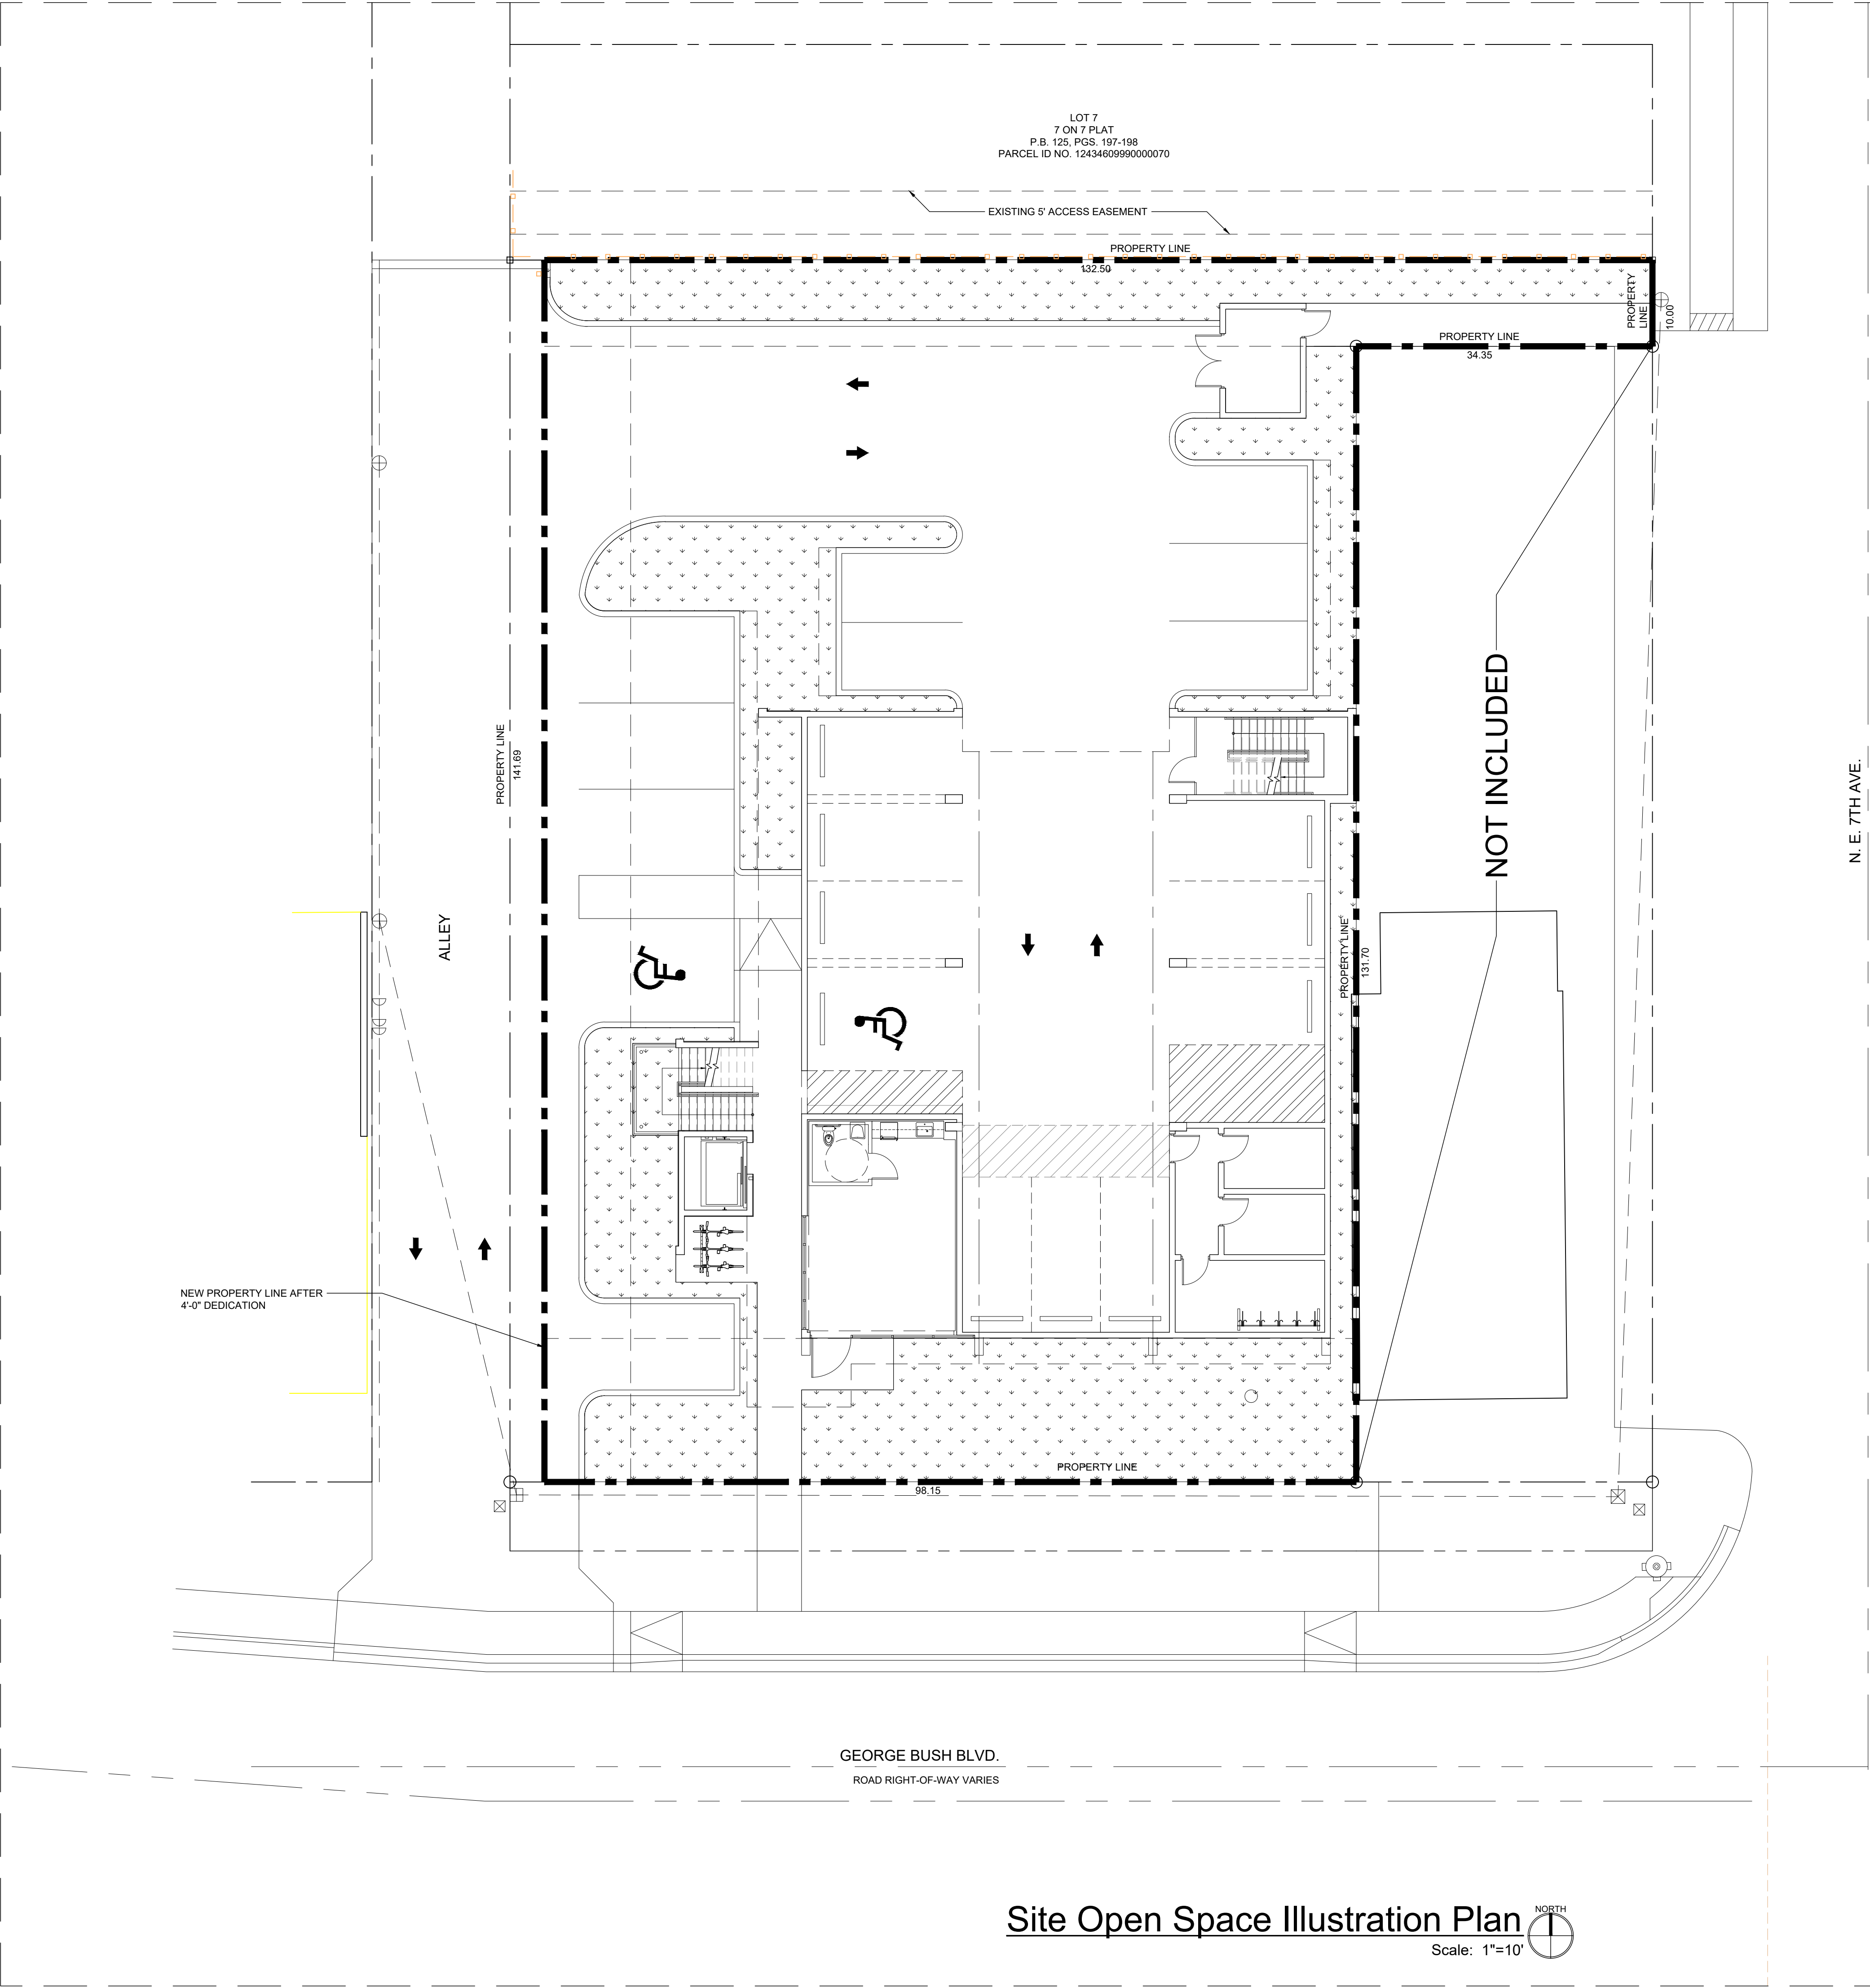 LOT 7
7 ON 7 PLAT
P.B. 125, PGS. 197-198
PARCEL ID NO. 12434609990000070
EXISTING 5' ACCESS EASEMENT
PROPERTY LINE
132.50
PROPERTY
LINE
10.00
PROPERTY LINE
34.35
NOT INCLUDED
PROPERTY LINE
141.69
N. E. 7TH AVE.
ALLEY
PROPERTY LINE
131.70
NEW PROPERTY LINE AFTER
4'-0" DEDICATION
PROPERTY LINE
98.15
GEORGE BUSH BLVD.
ROAD RIGHT-OF-WAY VARIES
Site Open Space Illustration Plan
NORTH
Scale: 1"=10'